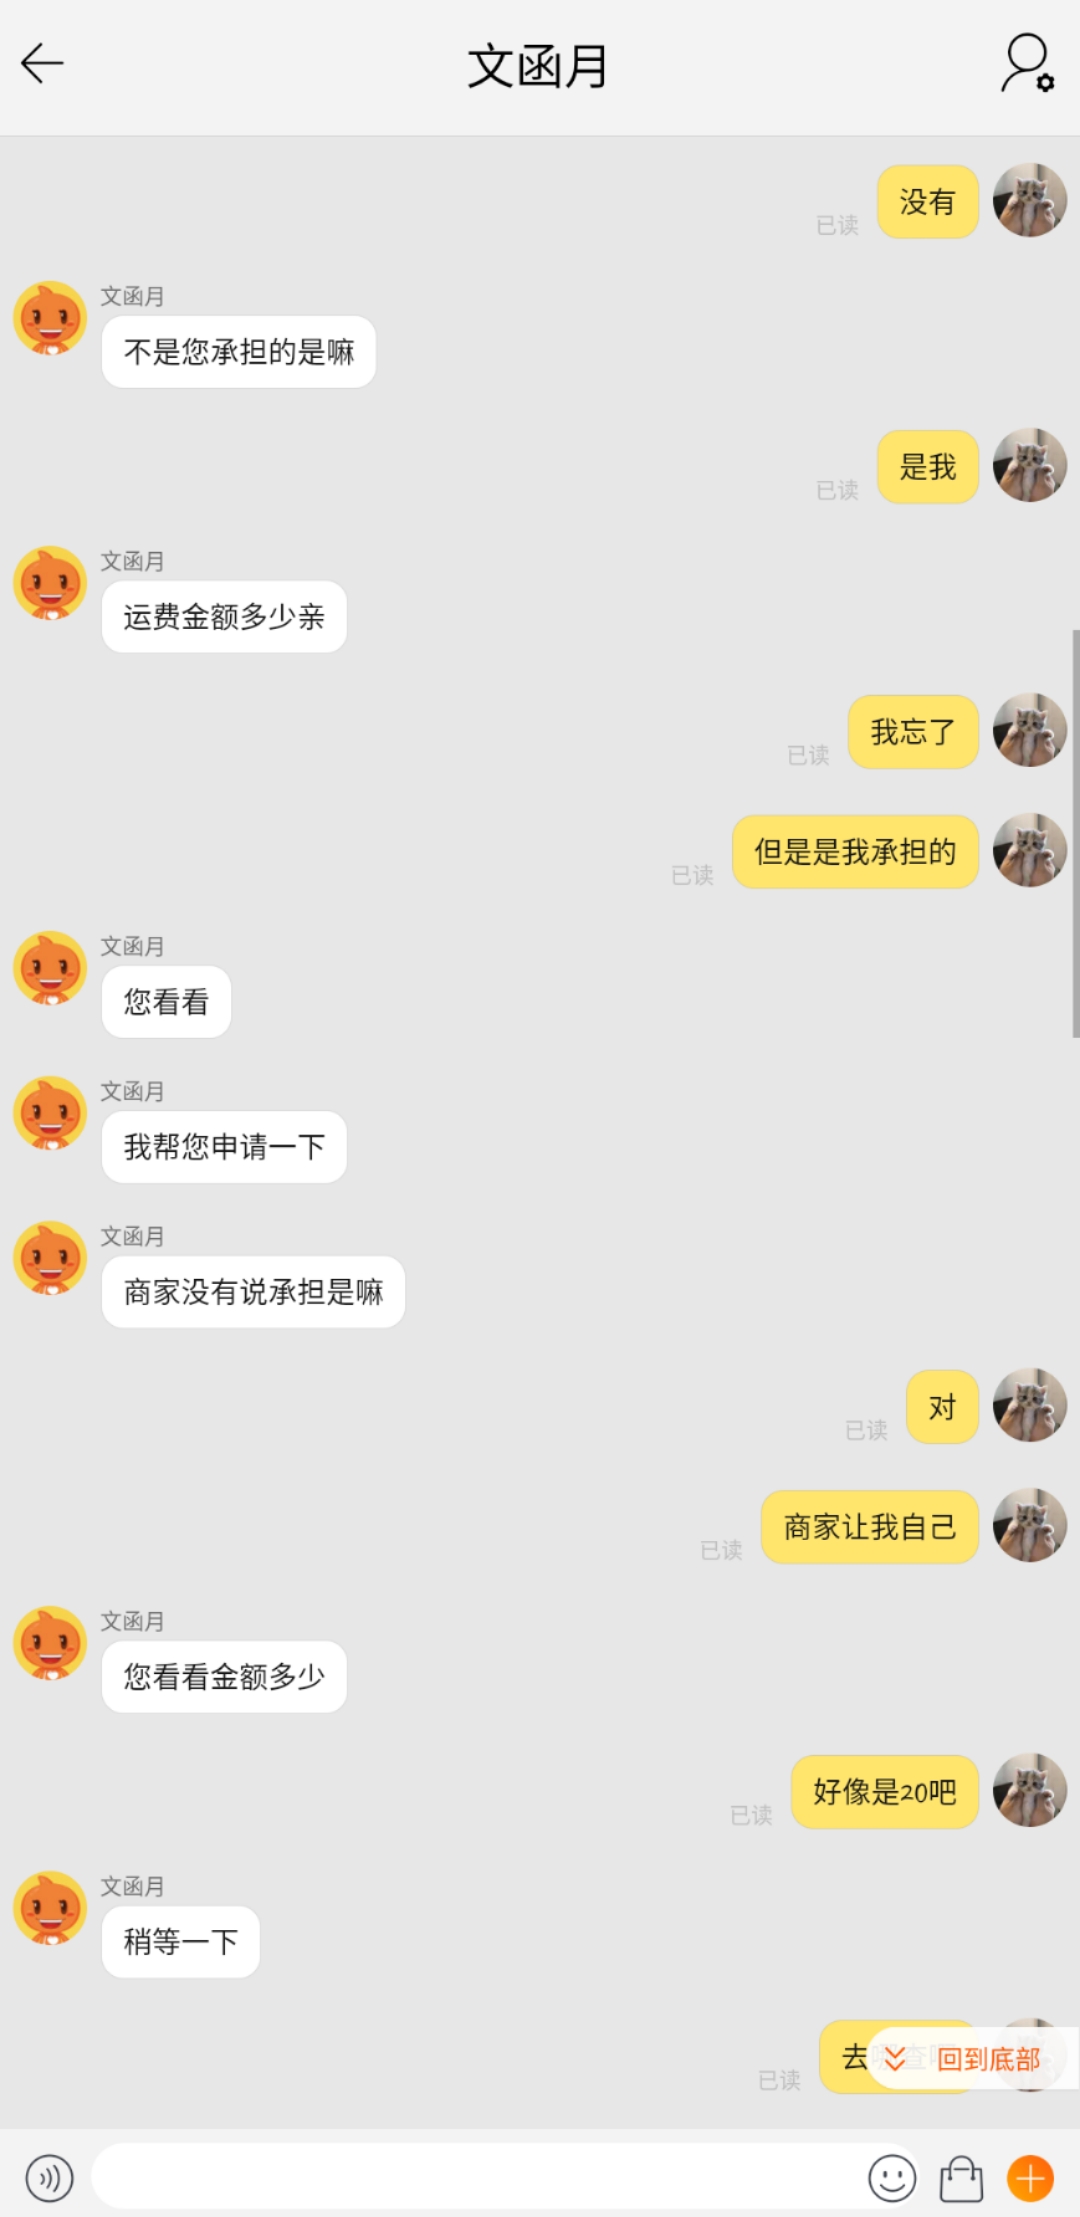 文函月
没有
已读
文函月
不是您承担的是嘛
是我
已读
文函月
运费金额多少亲
我忘了
已读
但是是我承担的
已读
文函月
您看看
文函月
我帮您申请一下
文函月
商家没有说承担是嘛
对
已读
商家让我自己
已读
文函月
您看看金额多少
好像是20吧
已读
文函月
稍等一下
去哪查呢
已读
回到底部